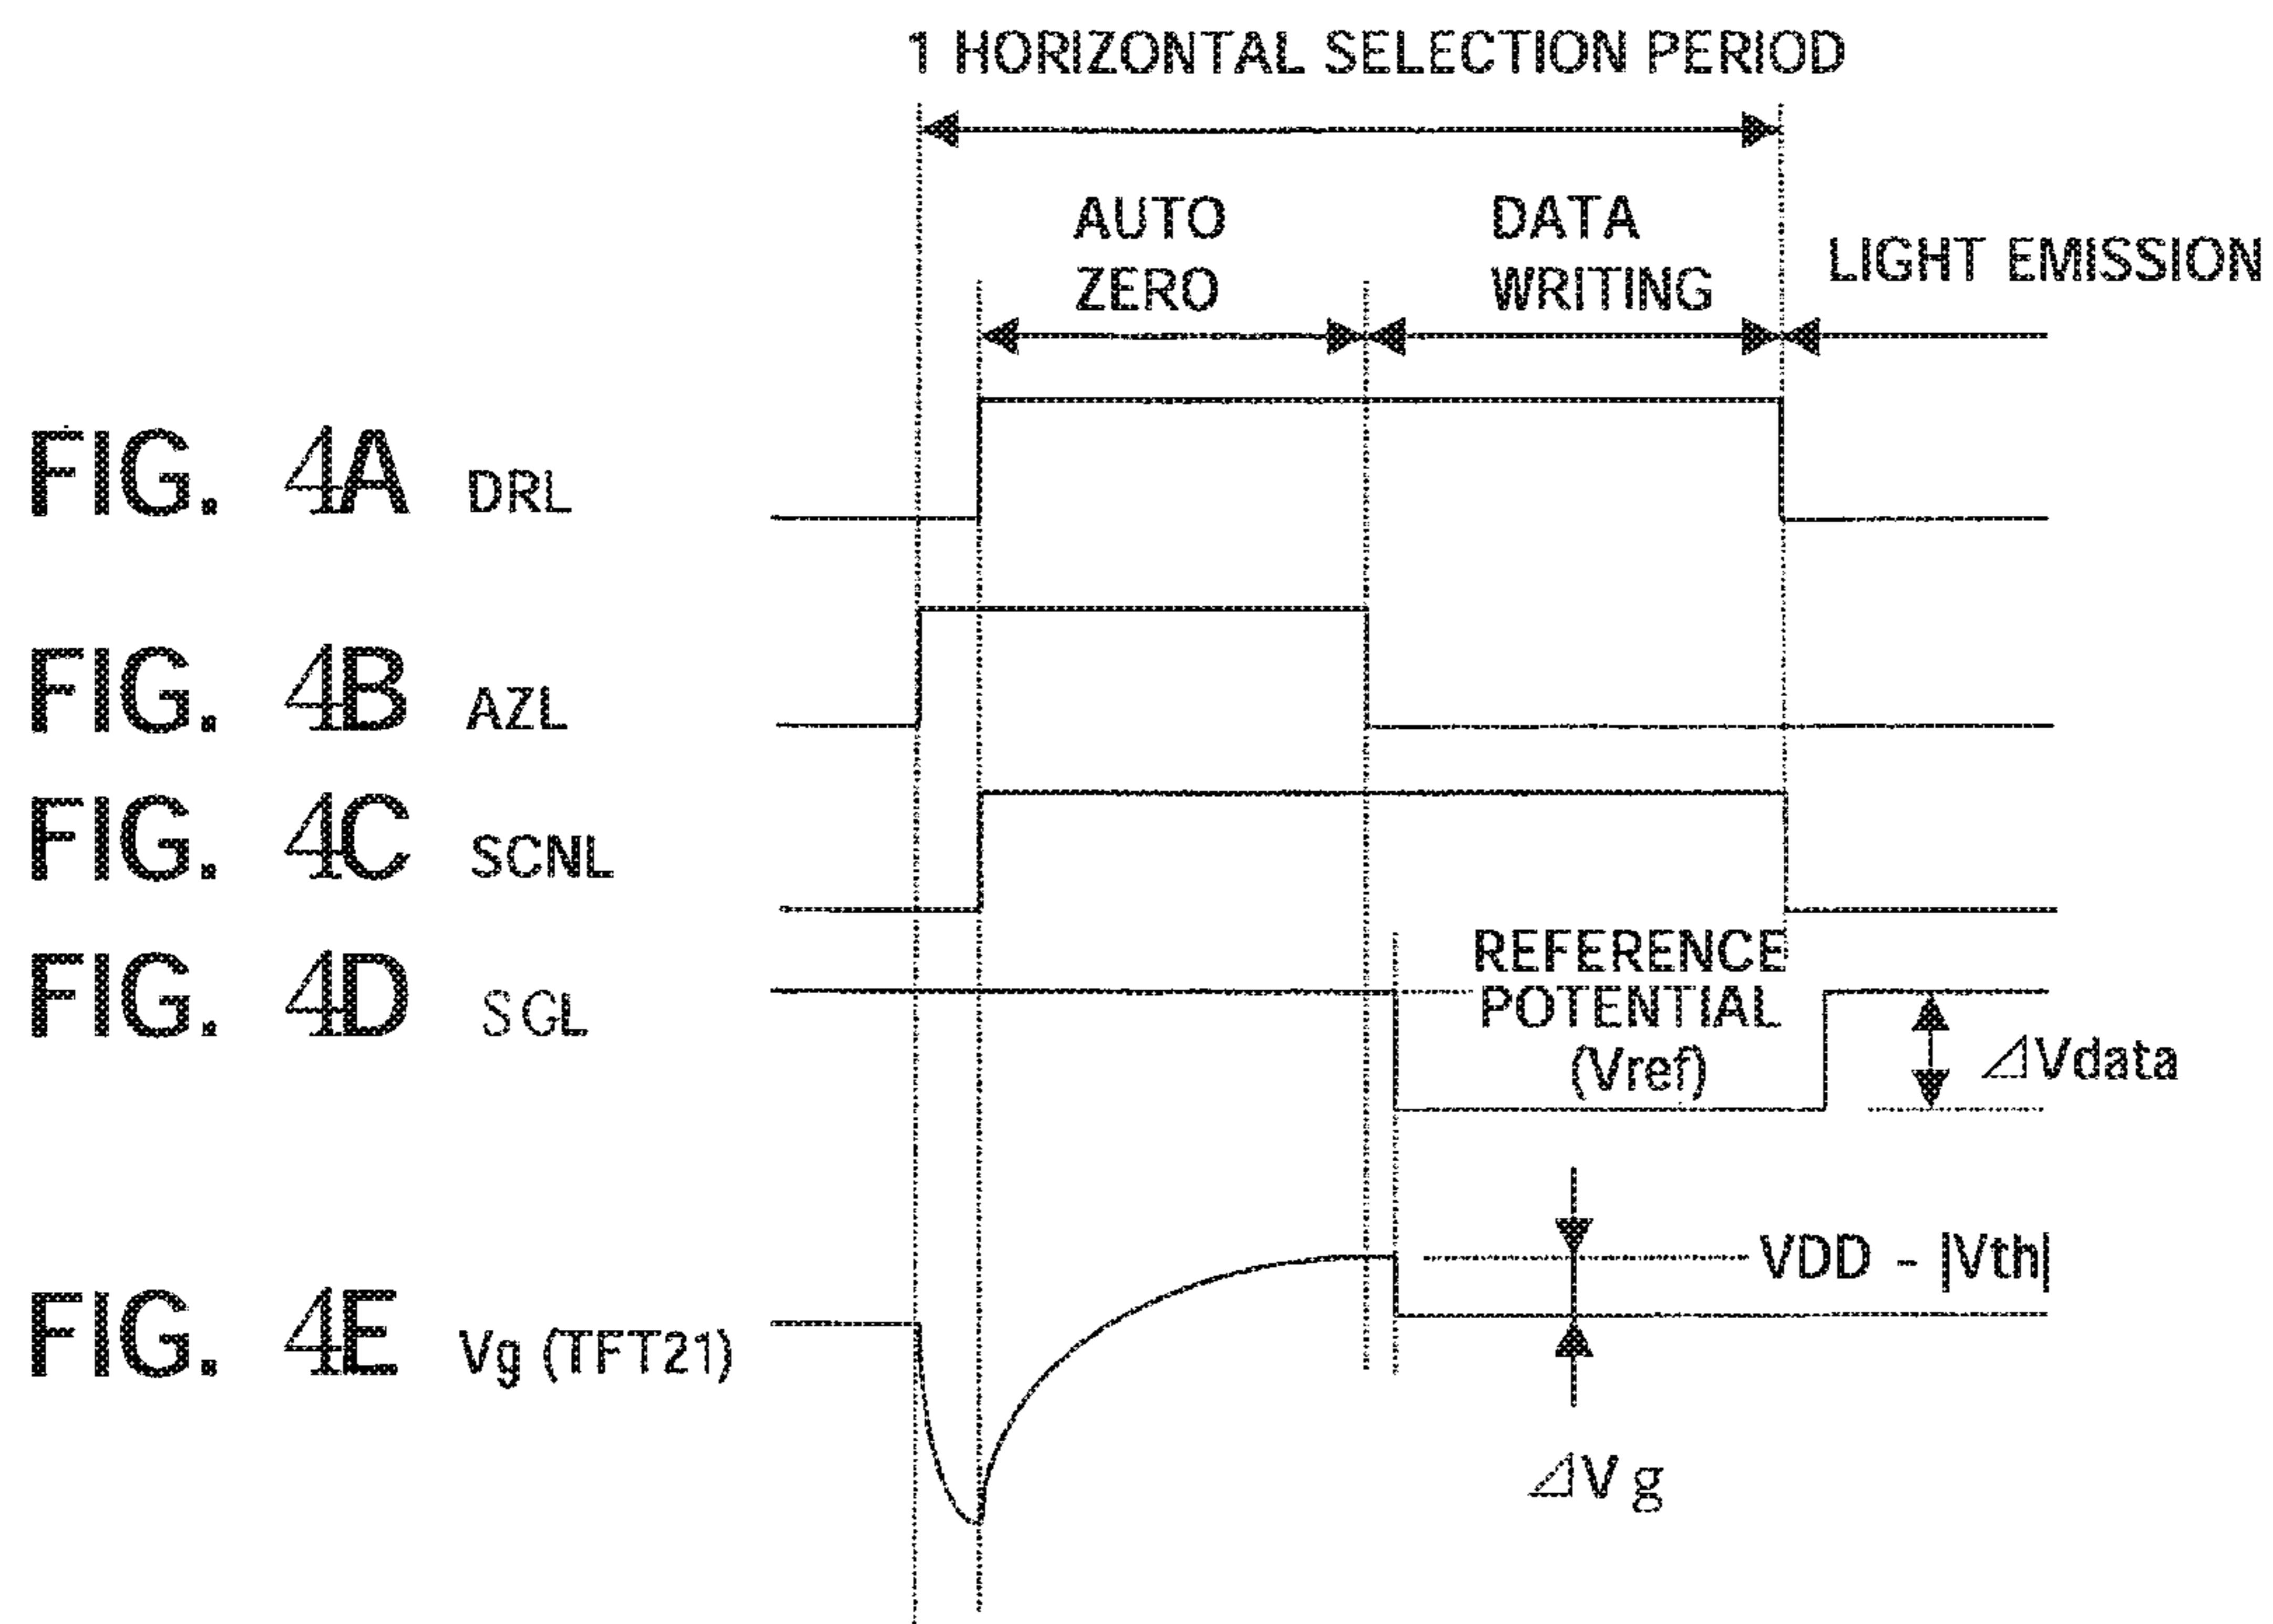 1 HORIZONTAL SELECTION PERIOD
AUTO
ZERO
DATA
WRITING
LIGHT EMISSION
FIG. 4A DRL
FIG. 4B AZL
FIG. 4C SCNL
FIG. 4D SGL
REFERENCE
POTENTIAL
(Vref)
⊿Vdata
FIG. 4E Vg (TFT21)
VDD - |Vth|
⊿Vg